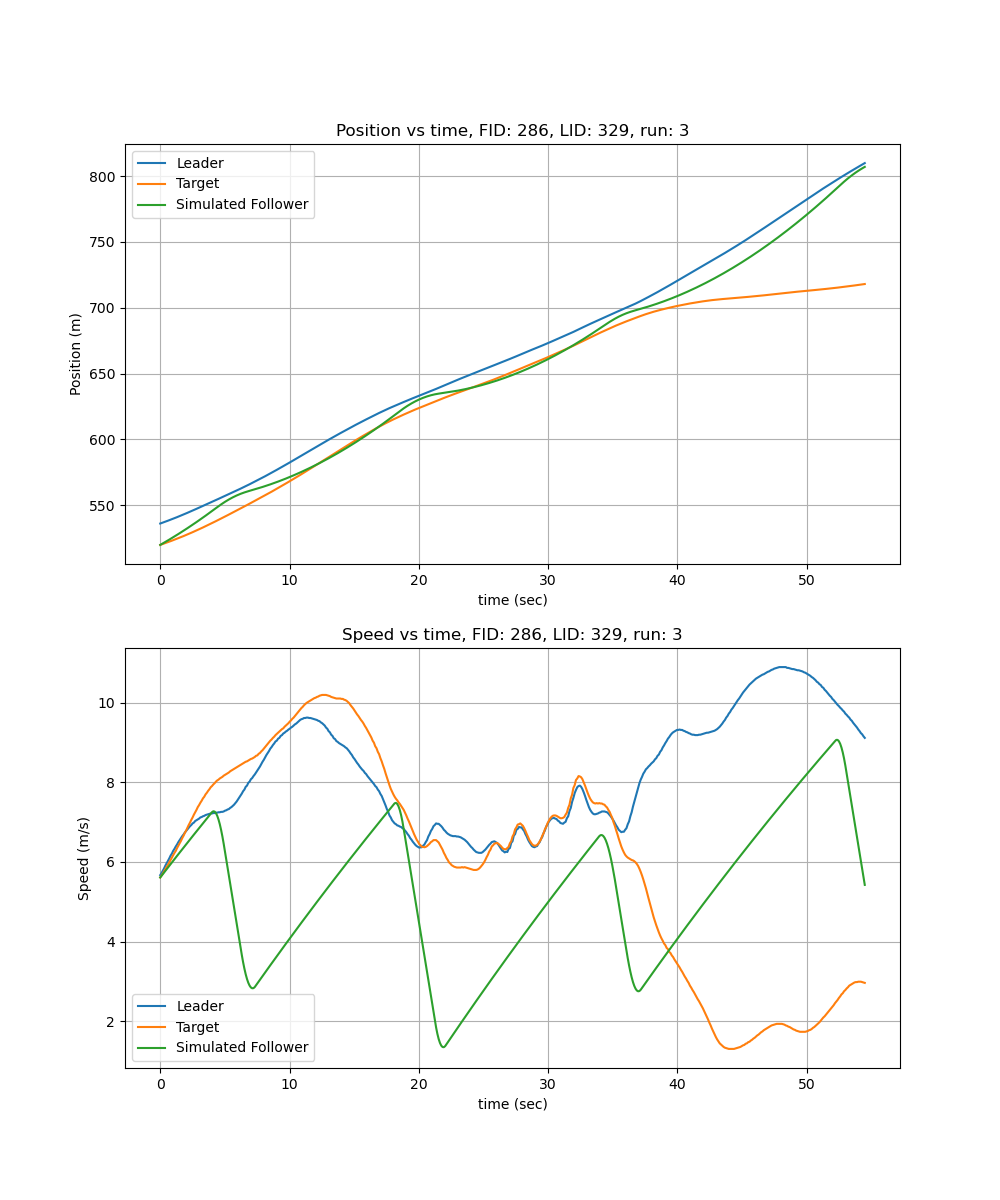 Position vs time, FID: 286, LID: 329, run: 3
Leader
Target
Simulated Follower
Position (m)
800
750
700
650
600
550
0 10 20 30 40 50
time (sec)
Speed vs time, FID: 286, LID: 329, run: 3
Speed (m/s)
10
8
6
4
2
Leader
Target
Simulated Follower
0 10 20 30 40 50
time (sec)